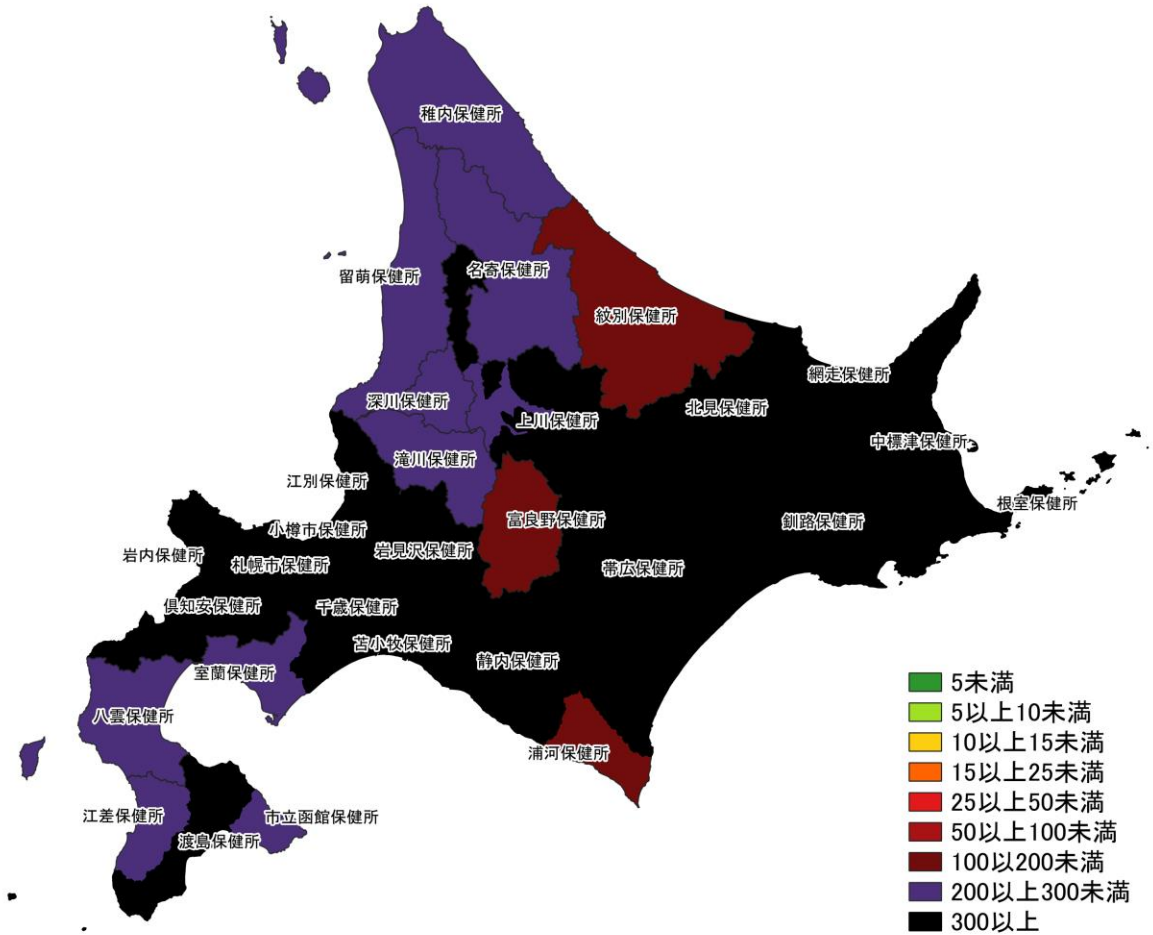 稚内保健所
名寄保健所
留萌保健所
紋別保健所
網走保健所
深川保健所
北見保健所
上川保健所
中標津保健所
滝川保健所
江別保健所
根室保健所
富良野保健所
釧路保健所
小樽市保健所
岩見沢保健所
岩内保健所
札幌市保健所
帯広保健所
倶知安保健所
千歳保健所
苫小牧保健所
静内保健所
室蘭保健所
八雲保健所
浦河保健所
江差保健所
市立函館保健所
渡島保健所
5未満
5以上10未満
10以上15未満
15以上25未満
25以上50未満
50以上100未満
100以200未満
200以上300未満
300以上